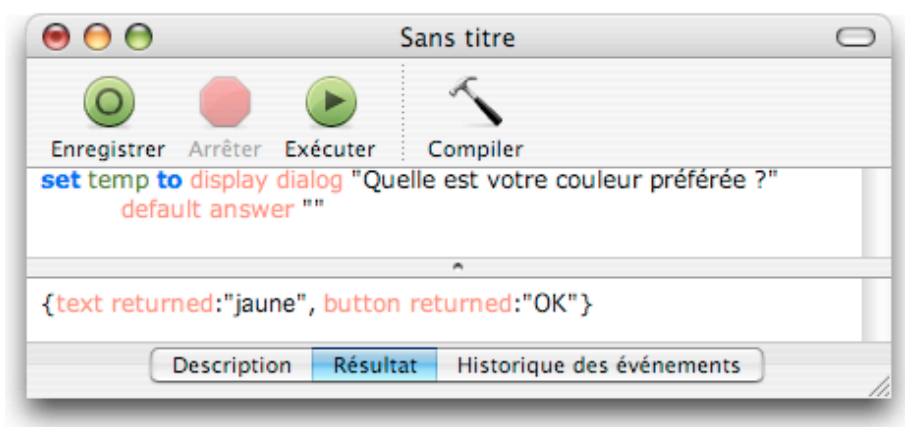 Sans titre
Enregistrer Arrêter Exécuter Compiler
set temp to display dialog "Quelle est votre couleur préférée ?"
default answer ""
{text returned:"jaune", button returned:"OK"}
Description Résultat Historique des événements